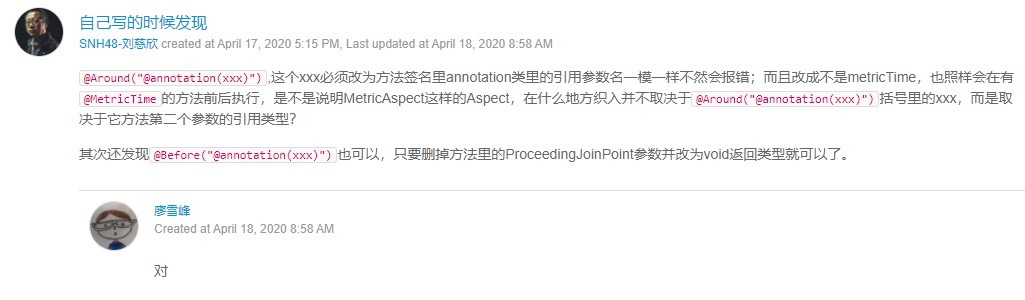 自己写的时候发现
SNH48-刘慈欣 created at April 17, 2020 5:15 PM, Last updated at April 18, 2020 8:58 AM
@Around("@annotation(xxx)"),这个xxx必须改为方法签名里annotation类里的引用参数名一模一样不然会报错；而且改成不是metricTime，也照样会在有
@MetricTime的方法前后执行，是不是说明MetricAspect这样的Aspect，在什么地方织入并不取决于@Around("@annotation(xxx)")括号里的xxx，而是取
决于它方法第二个参数的引用类型?
其次还发现@Before("@annotation(xxx)")也可以，只要删掉方法里的ProceedingJoinPoint参数并改为void返回类型就可以了。
廖雪峰
Created at April 18, 2020 8:58 AM
对